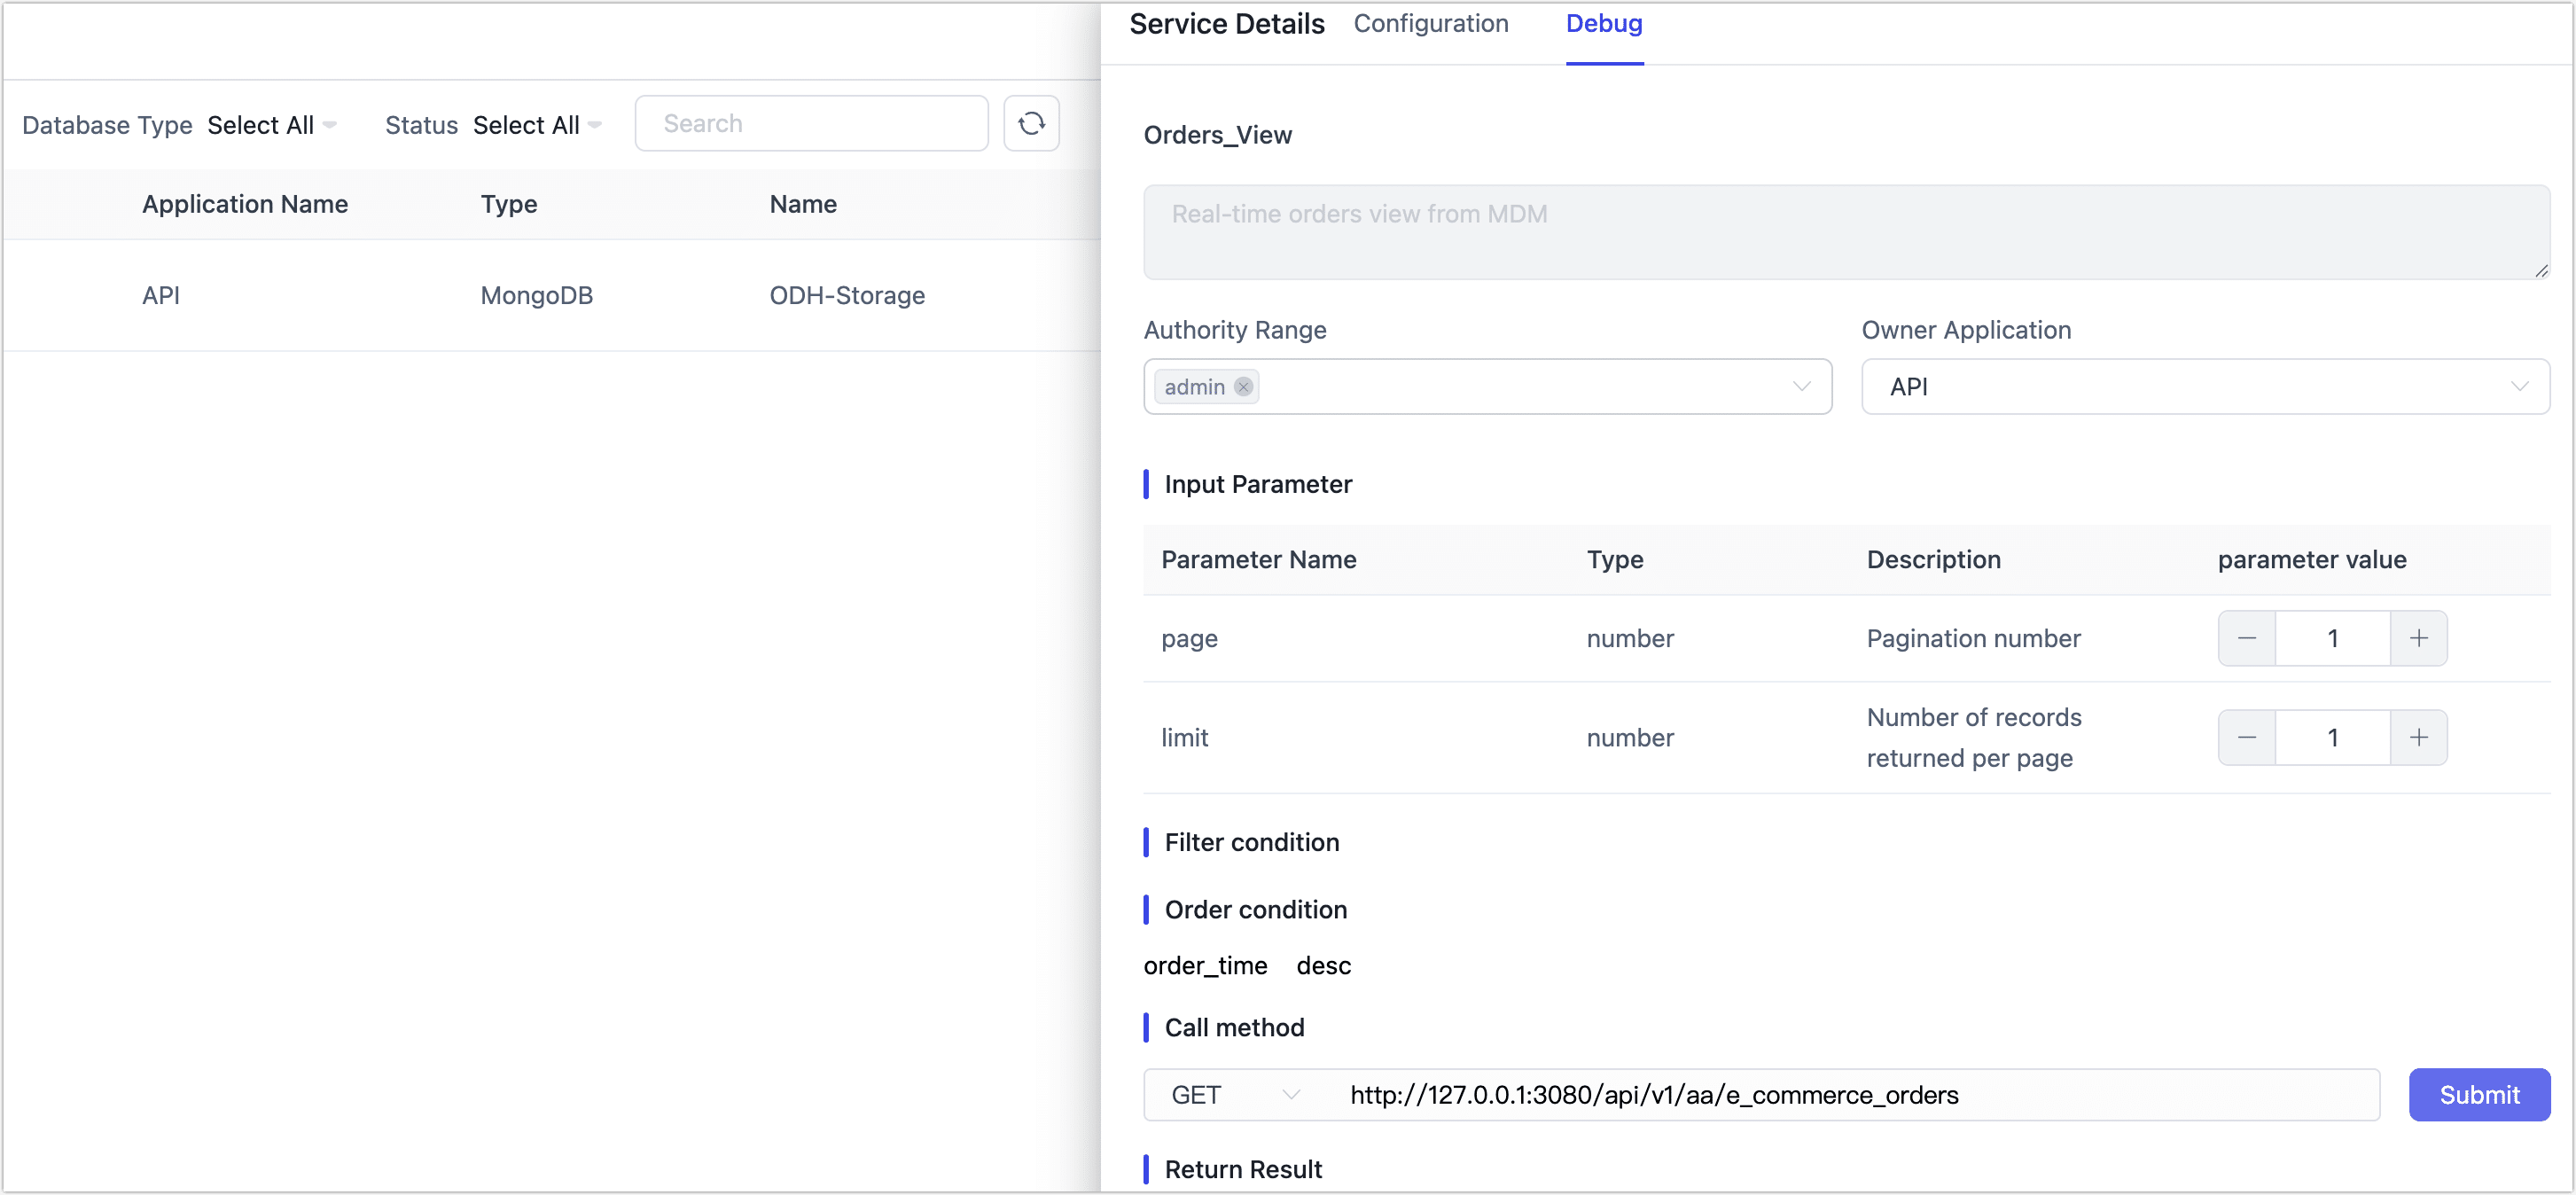 Service Details Configuration Debug
Database Type Select All Status Select All Search
Application Name Type Name
API MongoDB ODH-Storage
Orders_View
Real-time orders view from MDM
Authority Range Owner Application
admin API
Input Parameter
Parameter Name Type Description parameter value
page number Pagination number 1
limit number Number of records
returned per page 1
Filter condition
Order condition
order_time desc
Call method
GET http://127.0.0.1:3080/api/v1/aa/e_commerce_orders Submit
Return Result